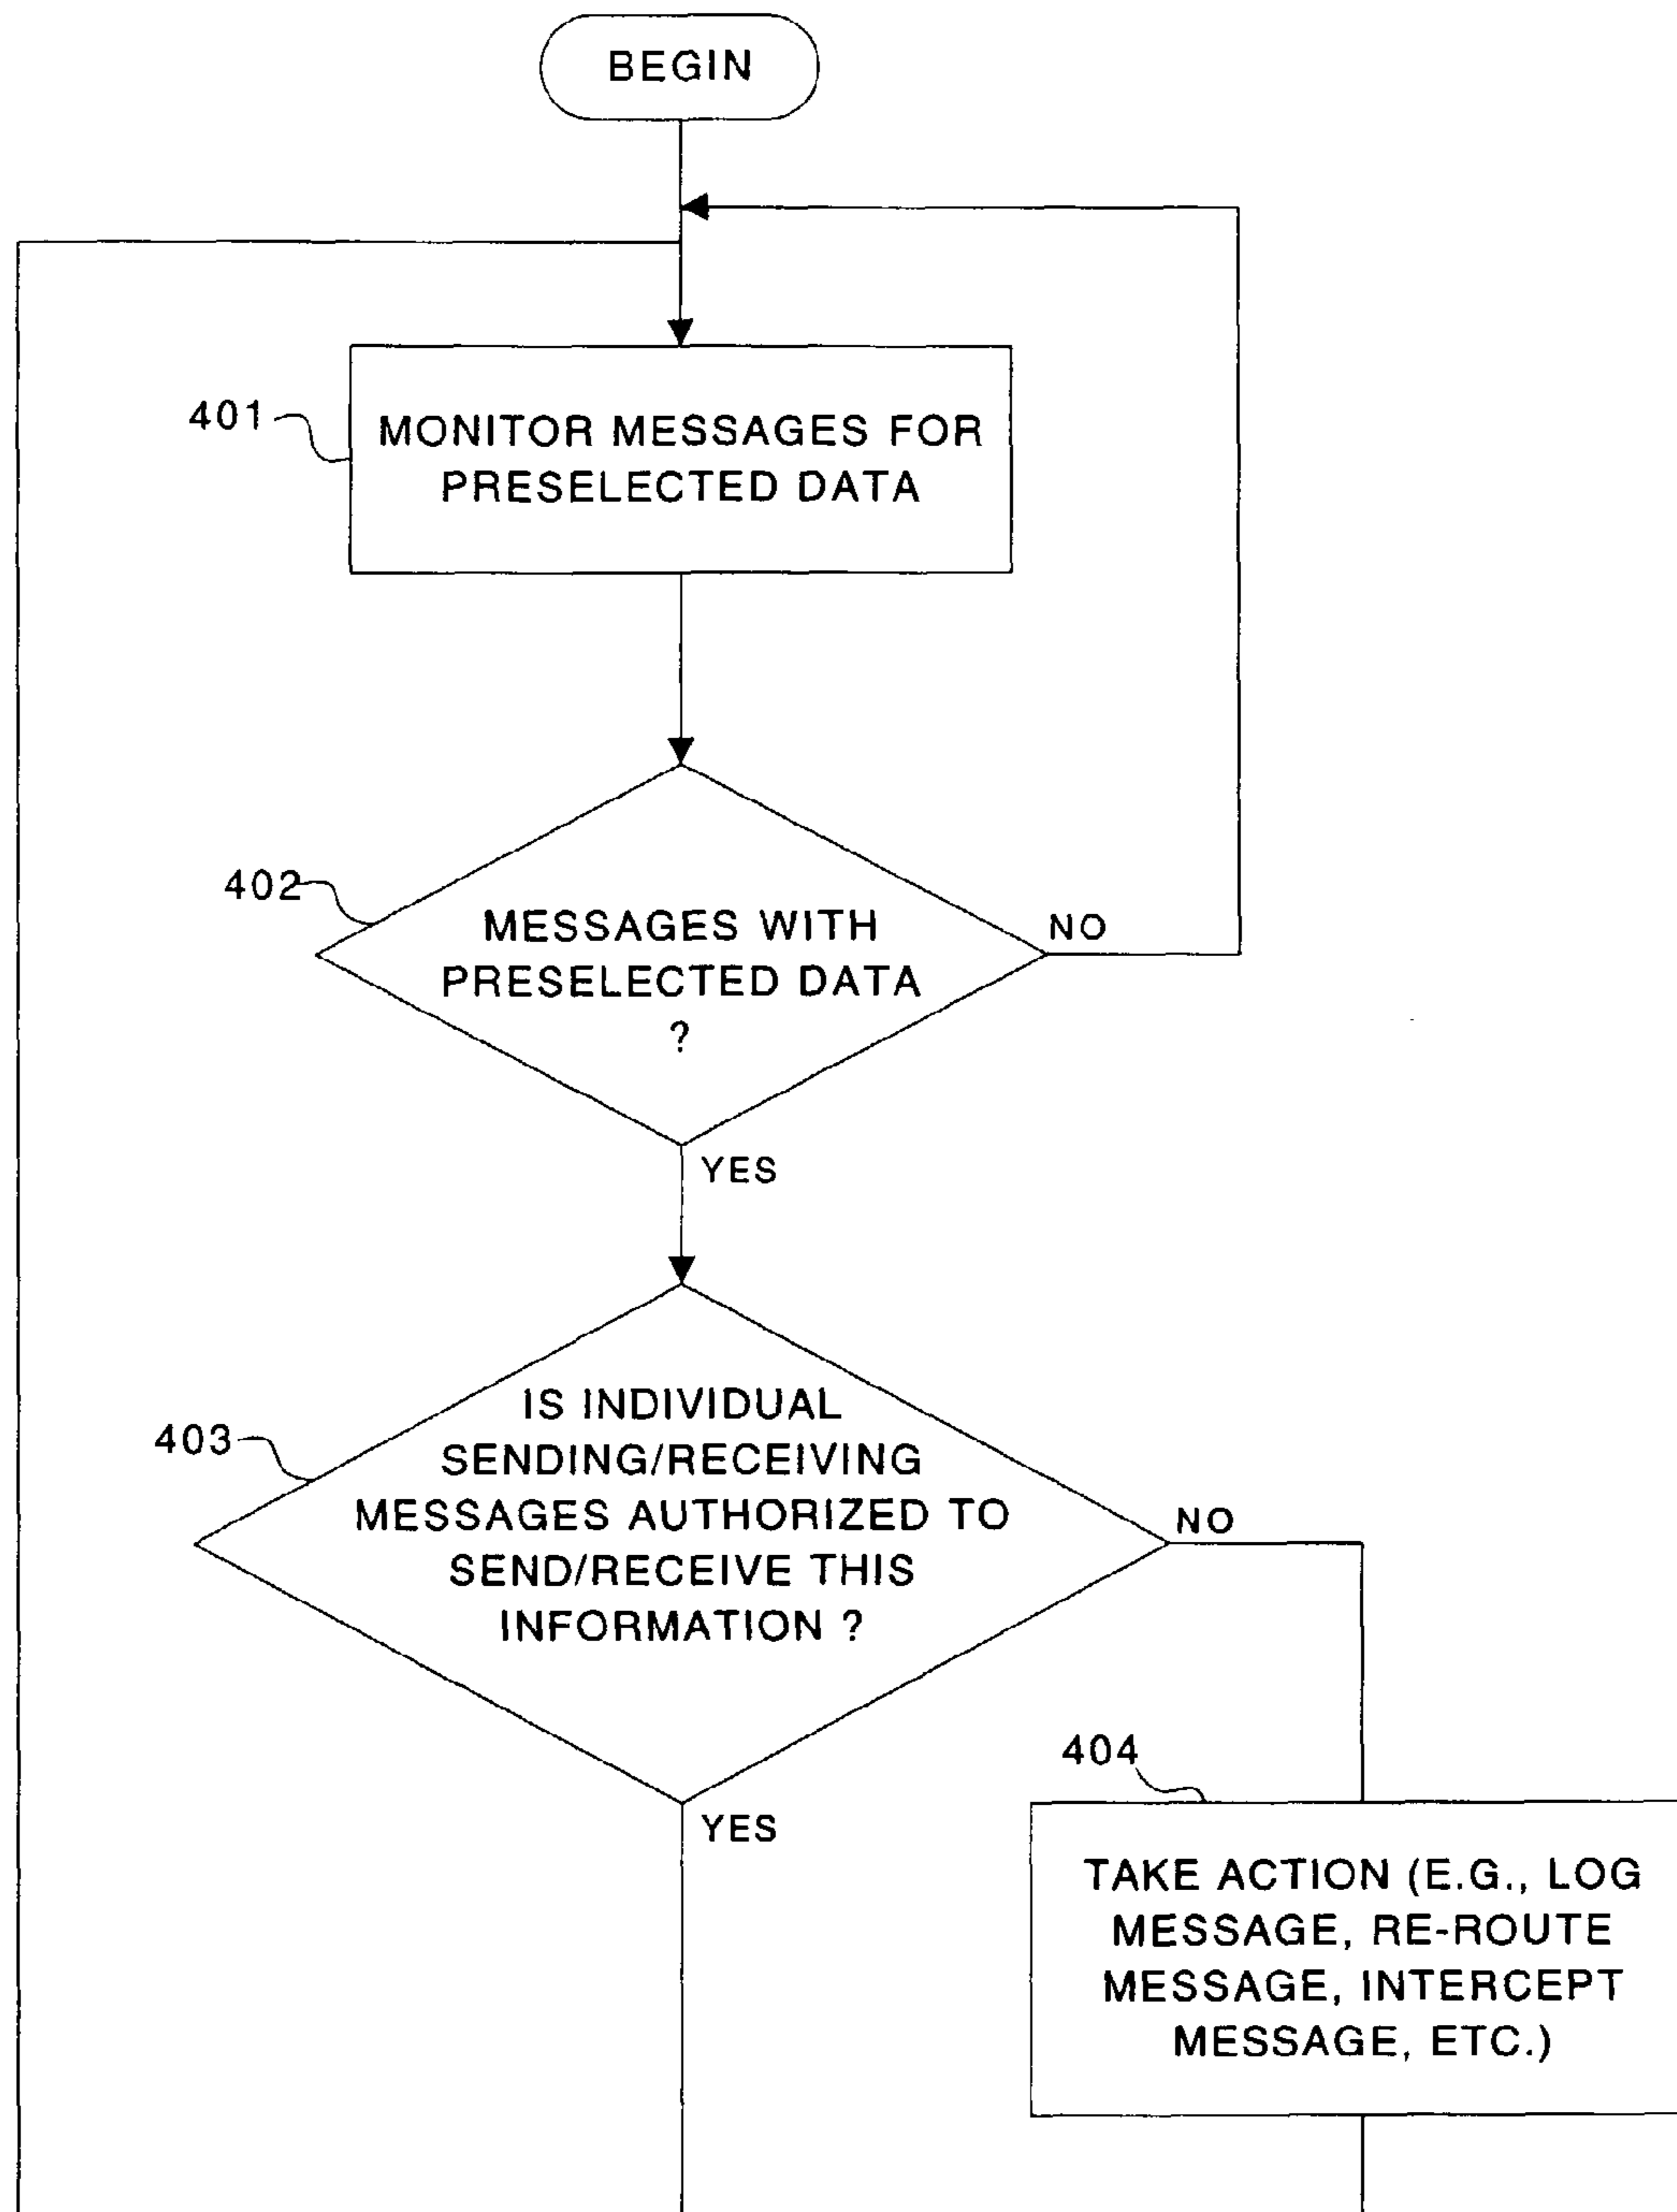 BEGIN
401
MONITOR MESSAGES FOR
PRESELECTED DATA
402
MESSAGES WITH
PRESELECTED DATA
?
NO
YES
403
IS INDIVIDUAL
SENDING/RECEIVING
MESSAGES AUTHORIZED TO
SEND/RECEIVE THIS
INFORMATION ?
NO
YES
404
TAKE ACTION (E.G., LOG
MESSAGE, RE-ROUTE
MESSAGE, INTERCEPT
MESSAGE, ETC.)